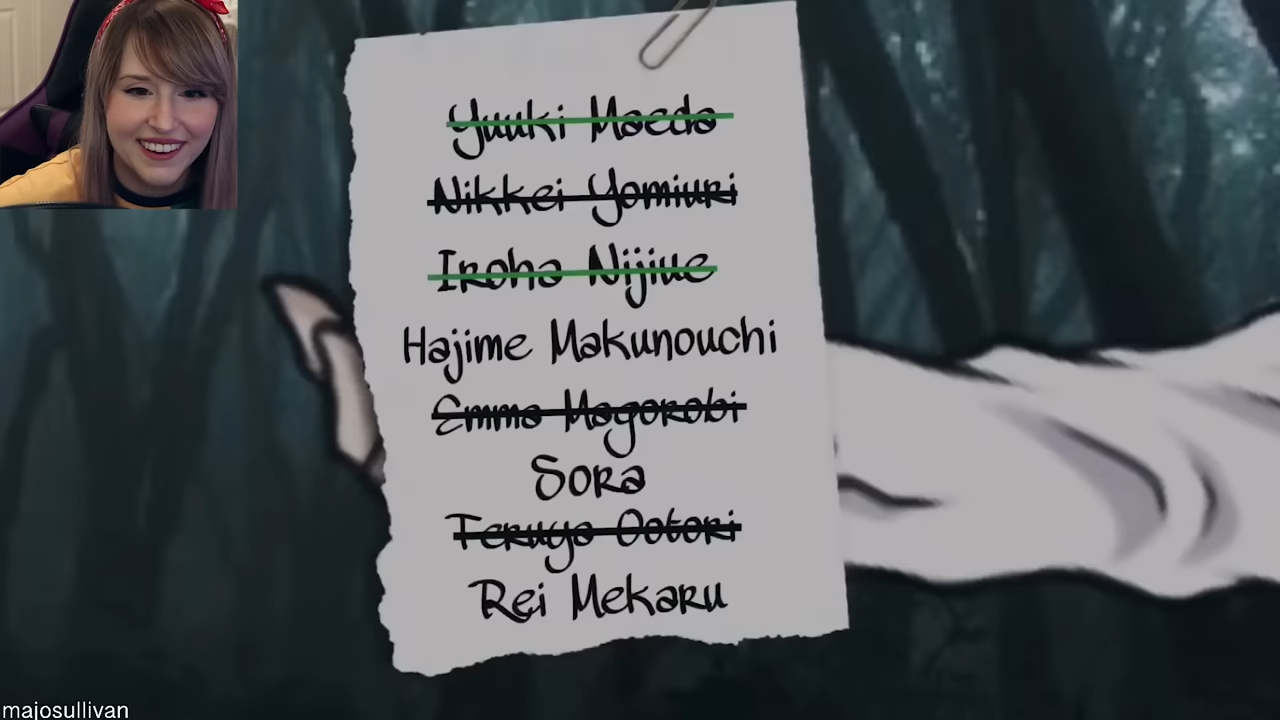 Yuuki Maeda
Nikkei Yomiuri
Iroha Nijiue
Hajime Makunouchi
Emma Magorobi
Sora
Teruya Ootori
Rei Mekaru
majosullivan